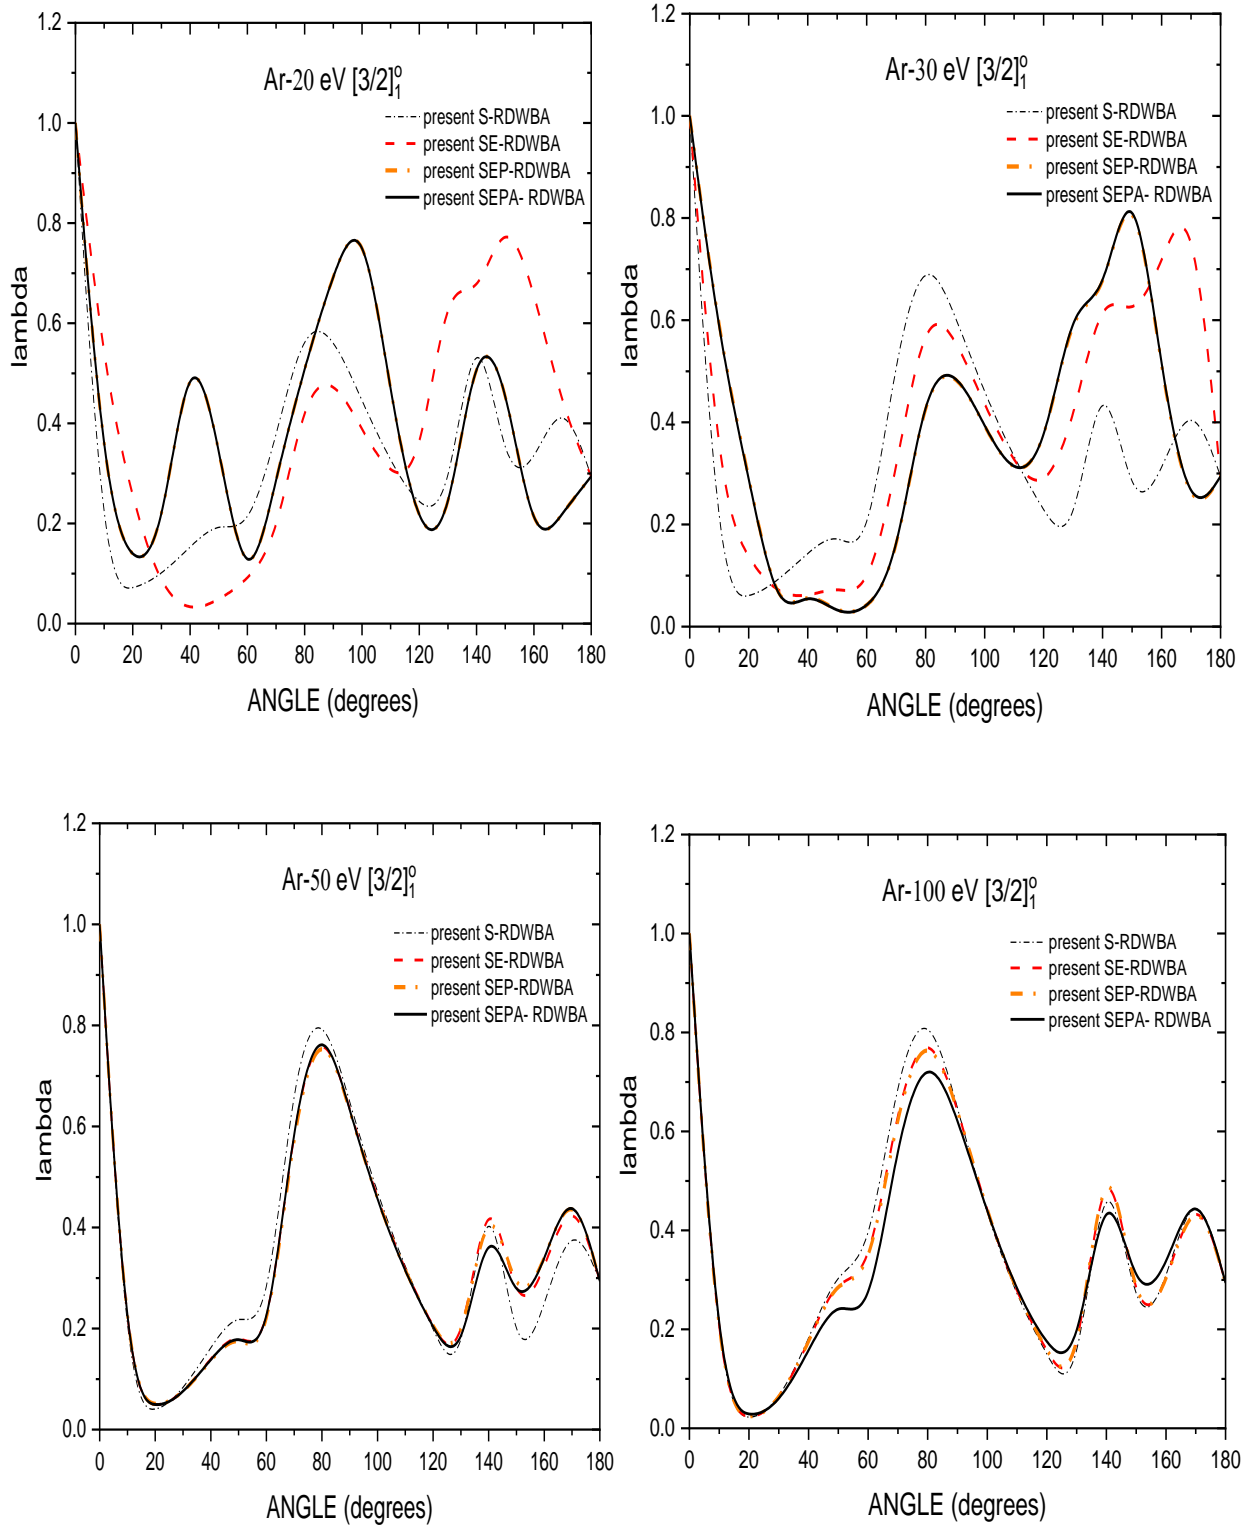 Ar-20 eV [3/2]₁ᵒ
present S-RDWBA
present SE-RDWBA
present SEP-RDWBA
present SEPA- RDWBA
lambda
1.2
1.0
0.8
0.6
0.4
0.2
0.0
0 20 40 60 80 100 120 140 160 180
ANGLE (degrees)
Ar-30 eV [3/2]₁ᵒ
present S-RDWBA
present SE-RDWBA
present SEP-RDWBA
present SEPA- RDWBA
lambda
1.2
1.0
0.8
0.6
0.4
0.2
0.0
0 20 40 60 80 100 120 140 160 180
ANGLE (degrees)
Ar-50 eV [3/2]₁ᵒ
present S-RDWBA
present SE-RDWBA
present SEP-RDWBA
present SEPA- RDWBA
lambda
1.2
1.0
0.8
0.6
0.4
0.2
0.0
0 20 40 60 80 100 120 140 160 180
ANGLE (degrees)
Ar-100 eV [3/2]₁ᵒ
present S-RDWBA
present SE-RDWBA
present SEP-RDWBA
present SEPA- RDWBA
lambda
1.2
1.0
0.8
0.6
0.4
0.2
0.0
0 20 40 60 80 100 120 140 160 180
ANGLE (degrees)